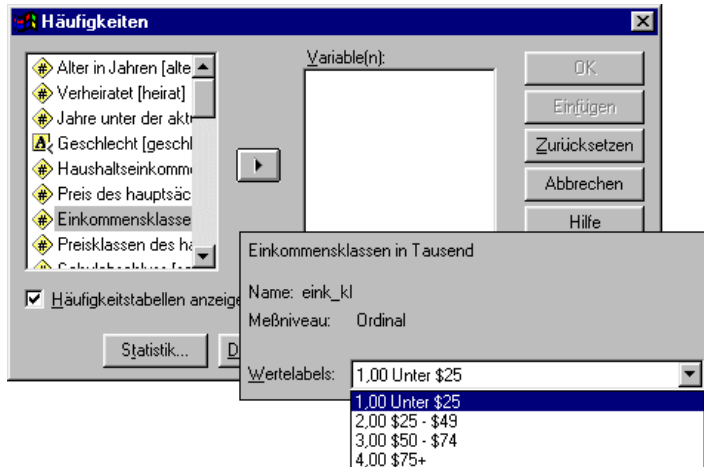 Häufigkeiten
Variable(n):
Alter in Jahren [alte
Verheiratet [heirat]
Jahre unter der aktu
Geschlecht [geschl
Haushaltseinkomm
Preis des hauptsäc
Einkommensklasse
Preisklassen des ha
OK
Einfügen
Zurücksetzen
Abbrechen
Hilfe
Häufigkeitstabellen anzeige
Statistik...
D
Einkommensklassen in Tausend
Name: eink_kl
Meßniveau: Ordinal
Wertelabels: 1,00 Unter $25
1,00 Unter $25
2,00 $25 - $49
3,00 $50 - $74
4,00 $75+